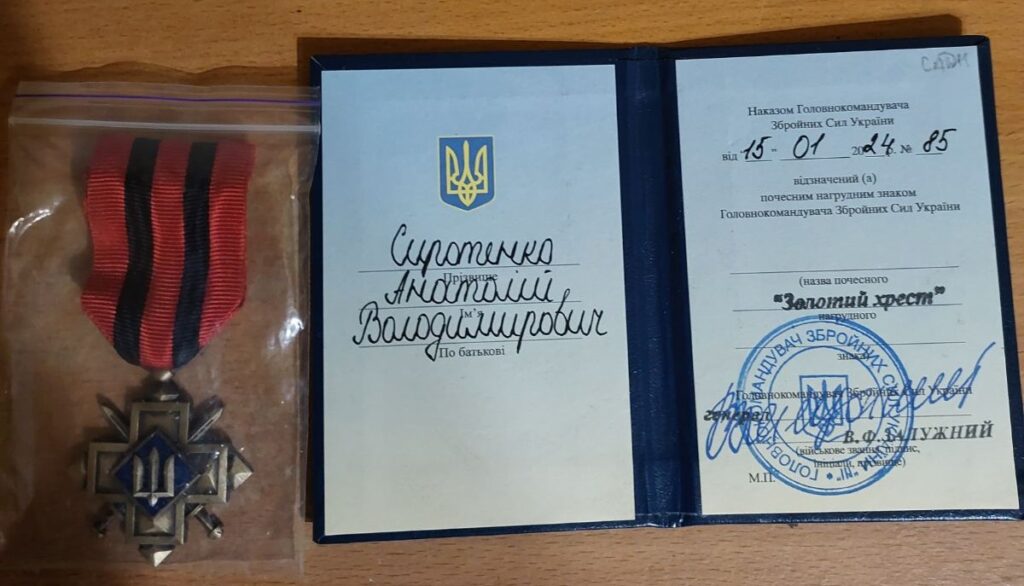 Сиротенко
Прізвище
Анатолій,
Ім'я
Володимирович
По батькові
Наказом Головнокомандувача
Збройних Сил України
від "15" 01 2024р. № 85
відзначений (а)
почесним нагрудним знаком
Головнокомандувача Збройних Сил України
(назва почесного
"Золотий хрест"
нагрудного
знака)
Головнокомандувач Збройних Сил України
генерал
В.Ф.ЗАЛУЖНИЙ
(військове звання, підпис,
ініціали, прізвище)
М.П.